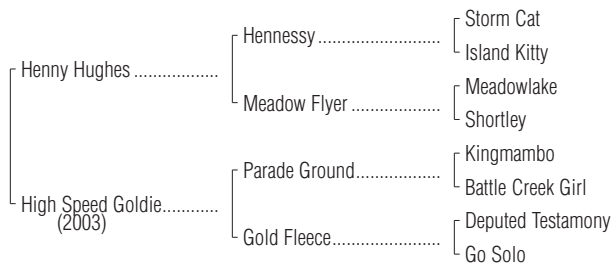 Storm Cat
Hennessy ..............................
Island Kitty
Henny Hughes .....................
Meadowlake
Meadow Flyer ......................
Shortley
Kingmambo
Parade Ground.....................
Battle Creek Girl
High Speed Goldie..............
(2003)
Deputed Testamony
Gold Fleece...........................
Go Solo